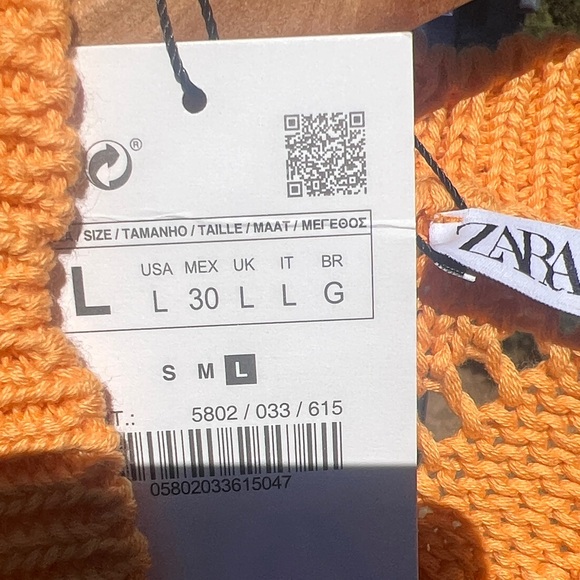 ®
SIZE / TAMANHO / TAILLE / MAAT / ΜΕΓΕΘΟΣ
L
USA MEX UK IT BR
L 30 L L G
S M L
T.: 5802 / 033 / 615
05802033615047
ZARA